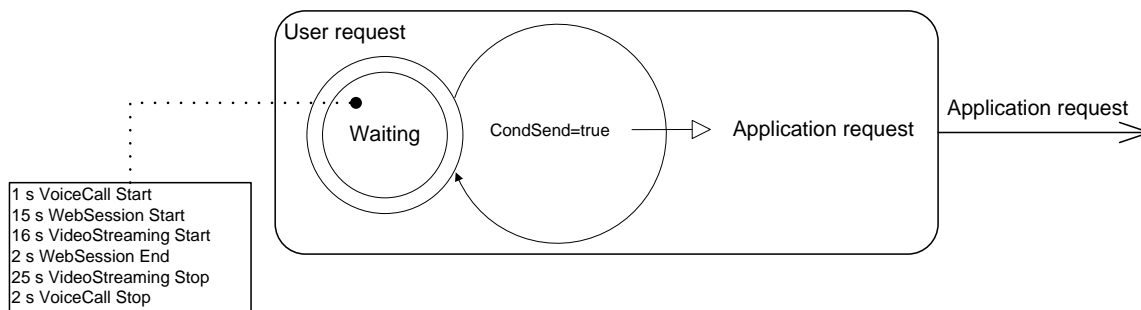 User request
Waiting
CondSend=true
Application request
Application request
1 s VoiceCall Start
15 s WebSession Start
16 s VideoStreaming Start
2 s WebSession End
25 s VideoStreaming Stop
2 s VoiceCall Stop